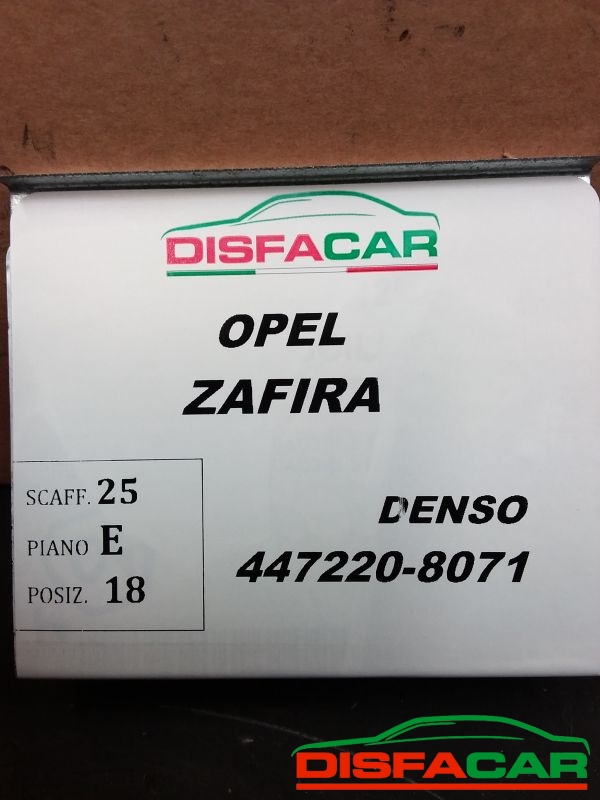 DISFACAR
OPEL
ZAFIRA
SCAFF. 25
PIANO E
POSIZ. 18
DENSO
447220-8071
DISFACAR